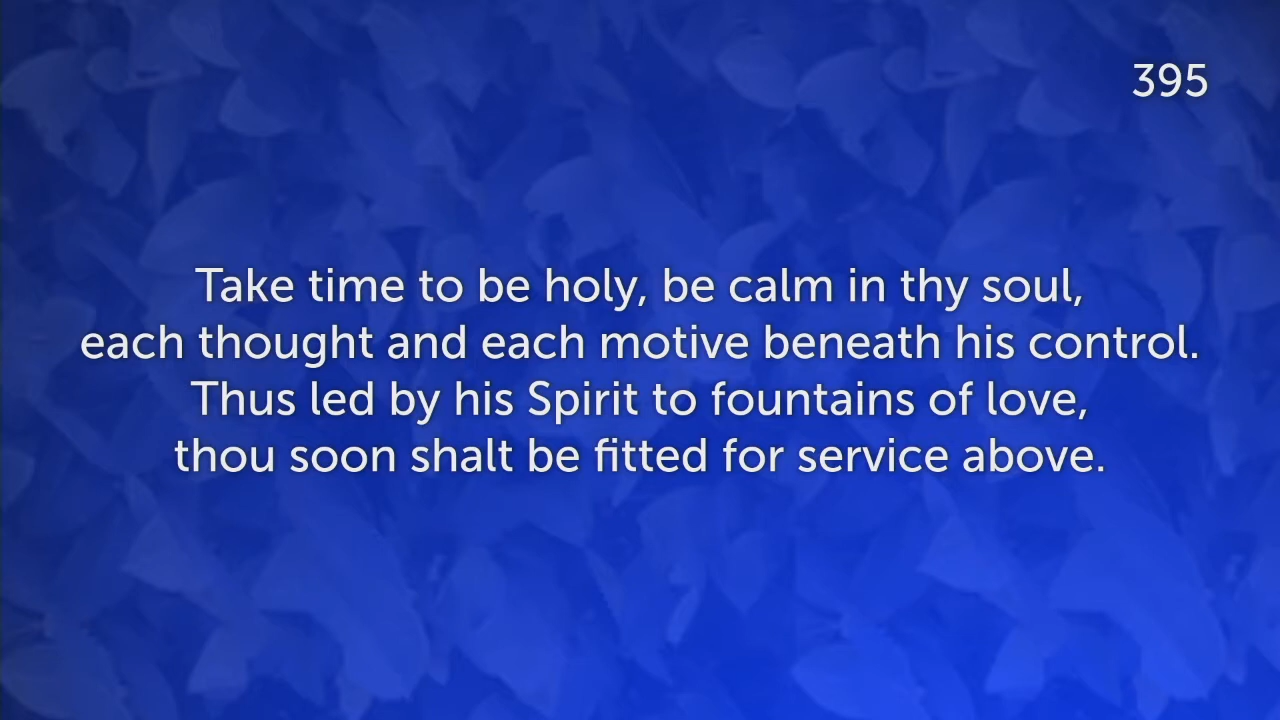 395
Take time to be holy, be calm in thy soul,
each thought and each motive beneath his control.
Thus led by his Spirit to fountains of love,
thou soon shalt be fitted for service above.